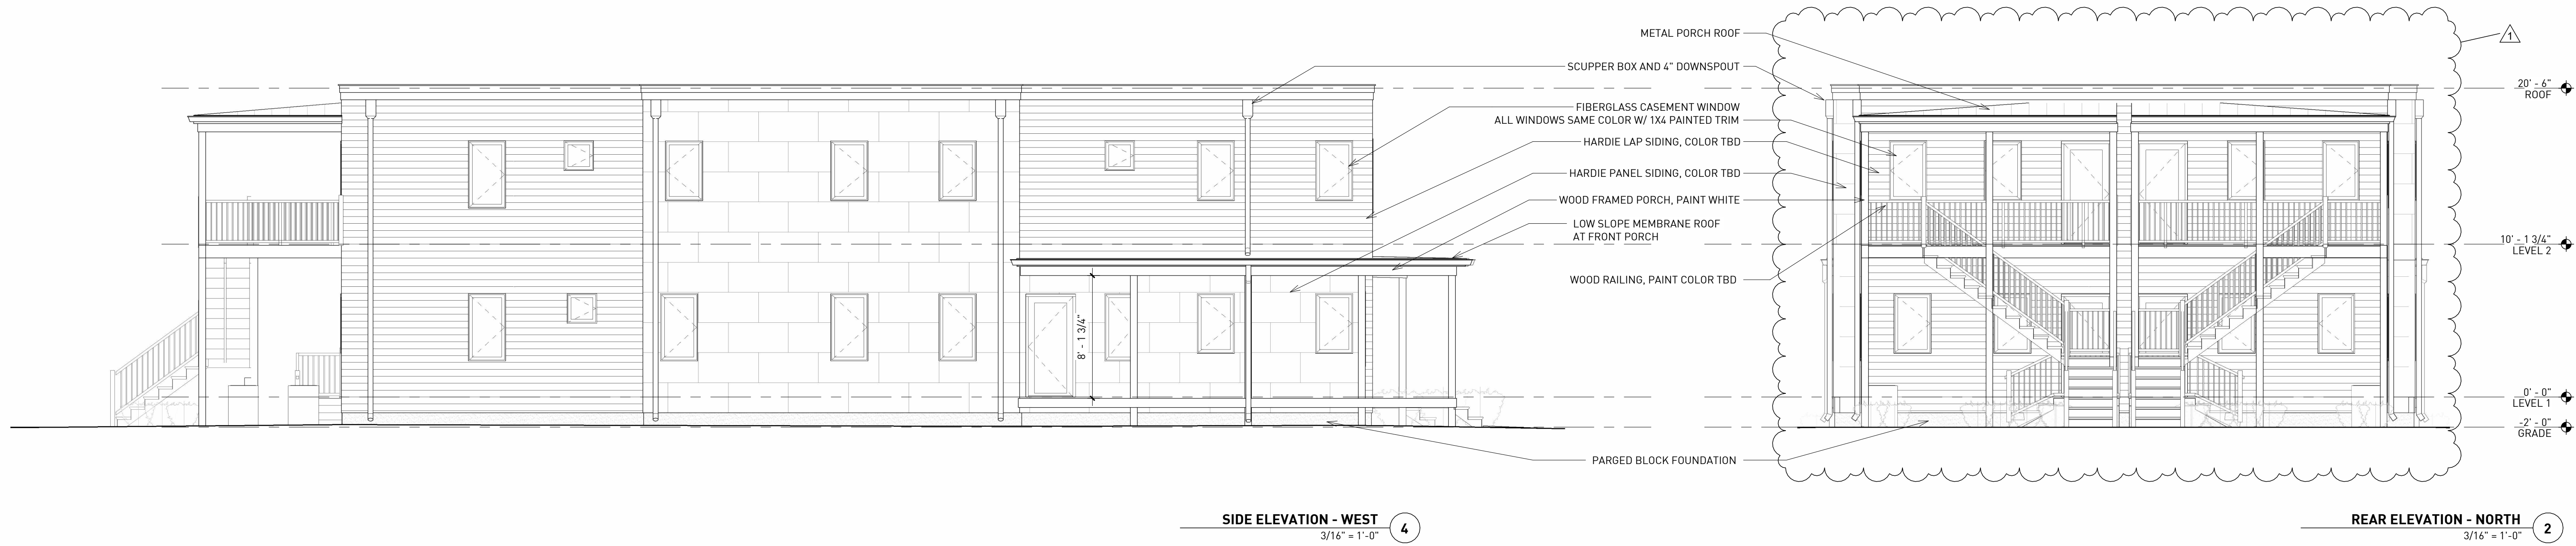 METAL PORCH ROOF
SCUPPER BOX AND 4" DOWNSPOUT
FIBERGLASS CASEMENT WINDOW
ALL WINDOWS SAME COLOR W/ 1X4 PAINTED TRIM
HARDIE LAP SIDING, COLOR TBD
HARDIE PANEL SIDING, COLOR TBD
WOOD FRAMED PORCH, PAINT WHITE
LOW SLOPE MEMBRANE ROOF
AT FRONT PORCH
WOOD RAILING, PAINT COLOR TBD
PARGED BLOCK FOUNDATION
8' - 1 3/4"
1
20' - 6"
ROOF
10' - 1 3/4"
LEVEL 2
0' - 0"
LEVEL 1
-2' - 0"
GRADE
SIDE ELEVATION - WEST
3/16" = 1'-0"
4
REAR ELEVATION - NORTH
3/16" = 1'-0"
2